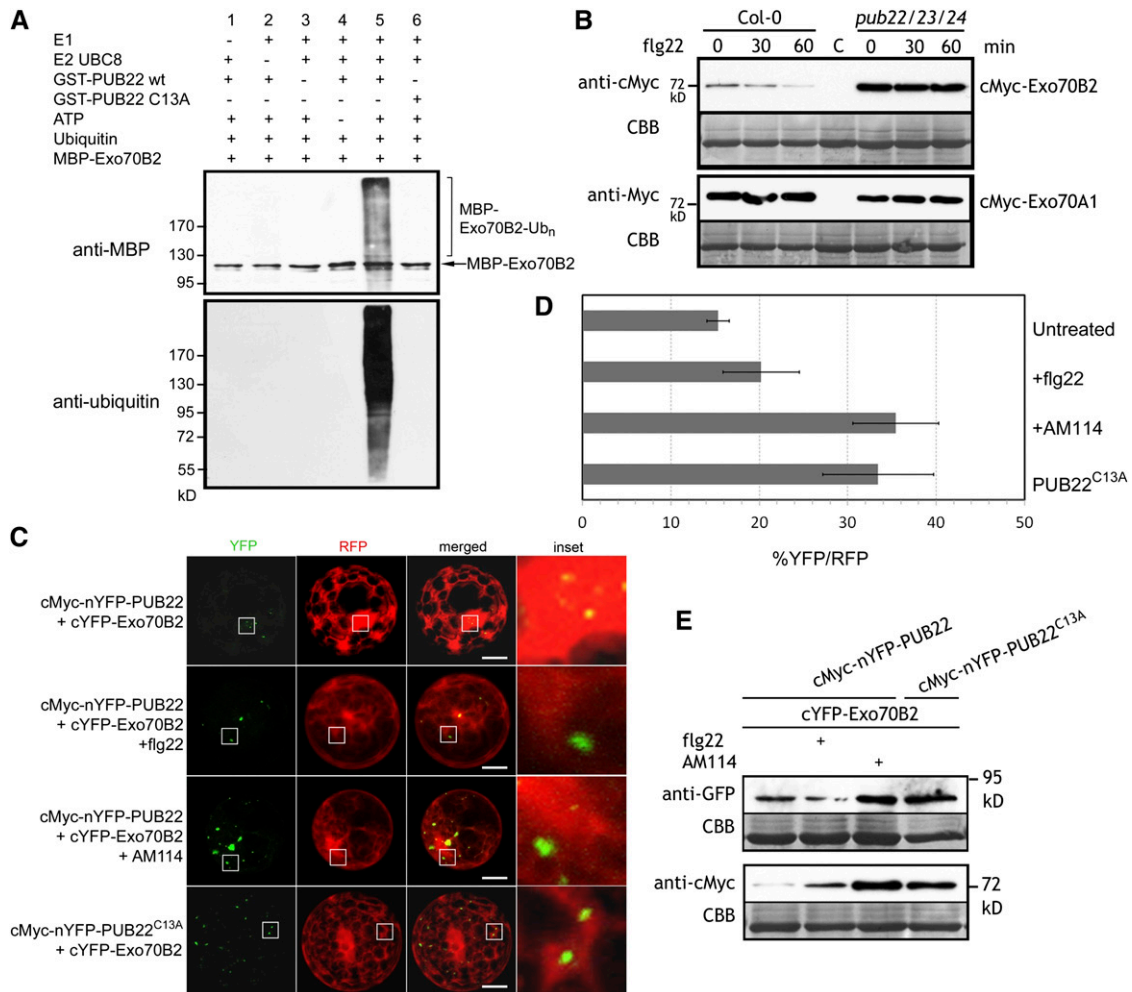 A
1 2 3 4 5 6
E1 - + + + + +
E2 UBC8 + - + + + +
GST-PUB22 wt + + - + + -
GST-PUB22 C13A - - - - - +
ATP + + + - + +
Ubiquitin + + + + + +
MBP-Exo70B2 + + + + + +
anti-MBP
170
130
95
MBP-
Exo70B2-Ubn
MBP-Exo70B2
anti-ubiquitin
170
130
95
72
55
kD
B
Col-0 pub22/23/24
flg22 0 30 60 C 0 30 60 min
anti-cMyc 72 kD cMyc-Exo70B2
CBB
anti-Myc 72 kD cMyc-Exo70A1
CBB
D
Untreated
+flg22
+AM114
PUB22C13A
0 10 20 30 40 50
%YFP/RFP
C
YFP RFP merged inset
cMyc-nYFP-PUB22
+ cYFP-Exo70B2
cMyc-nYFP-PUB22
+ cYFP-Exo70B2
+flg22
cMyc-nYFP-PUB22
+ cYFP-Exo70B2
+ AM114
cMyc-nYFP-PUB22C13A
+ cYFP-Exo70B2
E
cMyc-nYFP-PUB22
cMyc-nYFP-PUB22C13A
cYFP-Exo70B2
flg22 +
AM114 +
anti-GFP 95 kD
CBB
anti-cMyc 72 kD
CBB